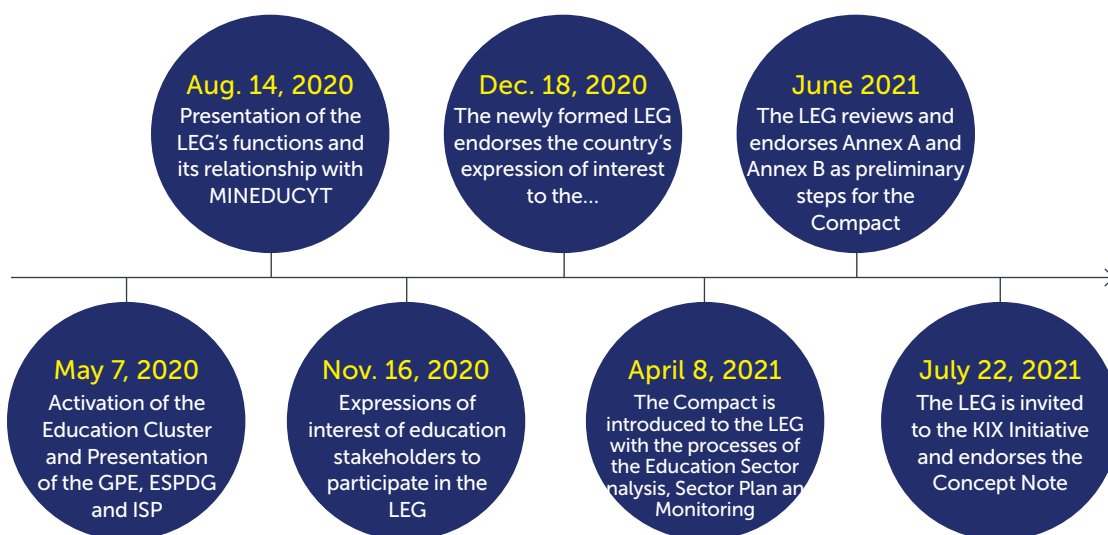 Aug. 14, 2020
Presentation of the
LEG's functions and
its relationship with
MINEDUCYT
Dec. 18, 2020
The newly formed LEG
endorses the country's
expression of interest
to the...
June 2021
The LEG reviews and
endorses Annex A and
Annex B as preliminary
steps for the
Compact
May 7, 2020
Activation of the
Education Cluster
and Presentation
of the GPE, ESPDG
and ISP
Nov. 16, 2020
Expressions of
interest of education
stakeholders to
participate in the
LEG
April 8, 2021
The Compact is
introduced to the LEG
with the processes of
the Education Sector
nalysis, Sector Plan an
Monitoring
July 22, 2021
The LEG is invited
to the KIX Initiative
and endorses the
Concept Note